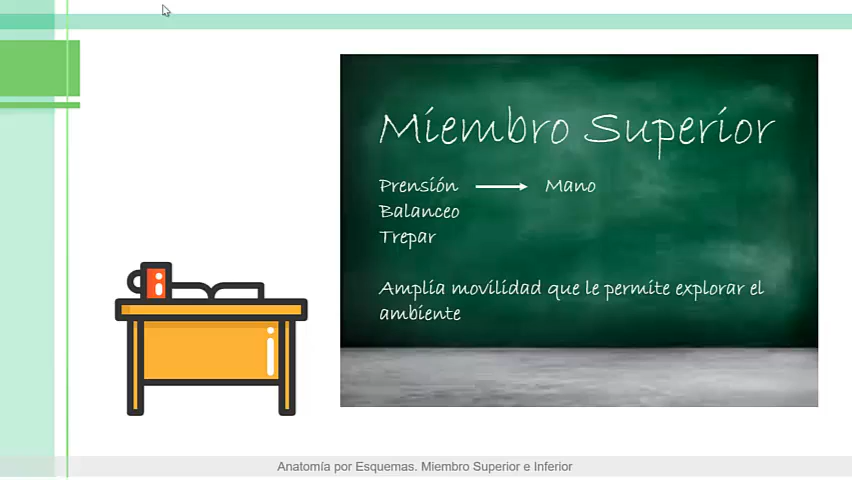 Miembro Superior
Prensión Mano
Balanceo
Trepar
Amplia movilidad que le permite explorar el
ambiente
Anatomía por Esquemas. Miembro Superior e Inferior